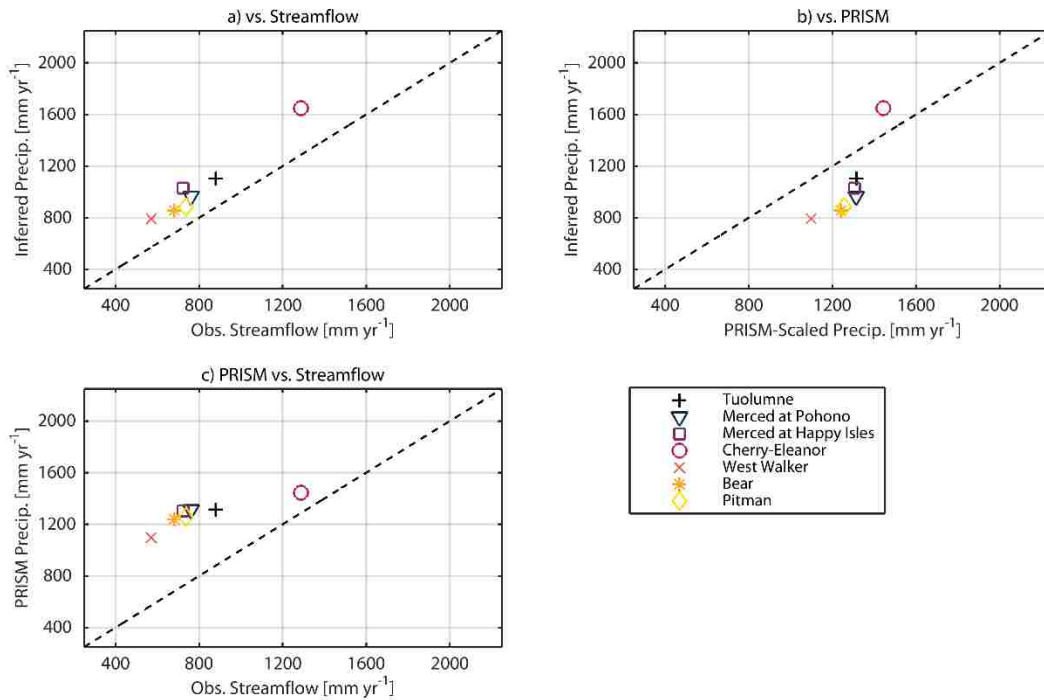 a) vs. Streamflow
Inferred Precip. [mm yr⁻¹]
2000
1600
1200
800
400
400 800 1200 1600 2000
Obs. Streamflow [mm yr⁻¹]
b) vs. PRISM
Inferred Precip. [mm yr⁻¹]
2000
1600
1200
800
400
400 800 1200 1600 2000
PRISM-Scaled Precip. [mm yr⁻¹]
c) PRISM vs. Streamflow
PRISM Precip. [mm yr⁻¹]
2000
1600
1200
800
400
400 800 1200 1600 2000
Obs. Streamflow [mm yr⁻¹]
Tuolumne
Merced at Pohono
Merced at Happy Isles
Cherry-Eleanor
West Walker
Bear
Pitman